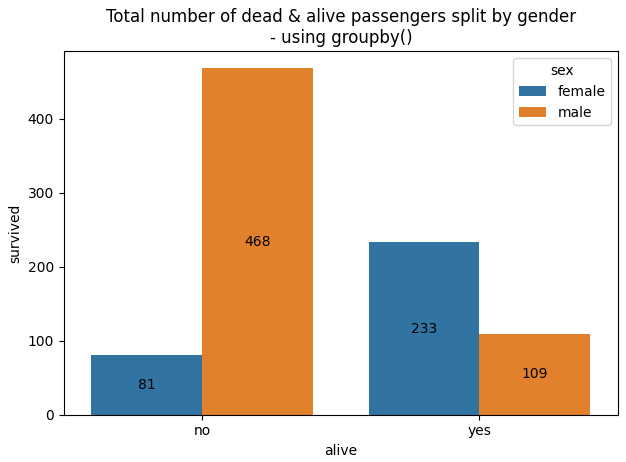 Total number of dead & alive passengers split by gender
- using groupby()
sex
female
male
survived
400
300
200
100
0
468
233
109
81
no
yes
alive